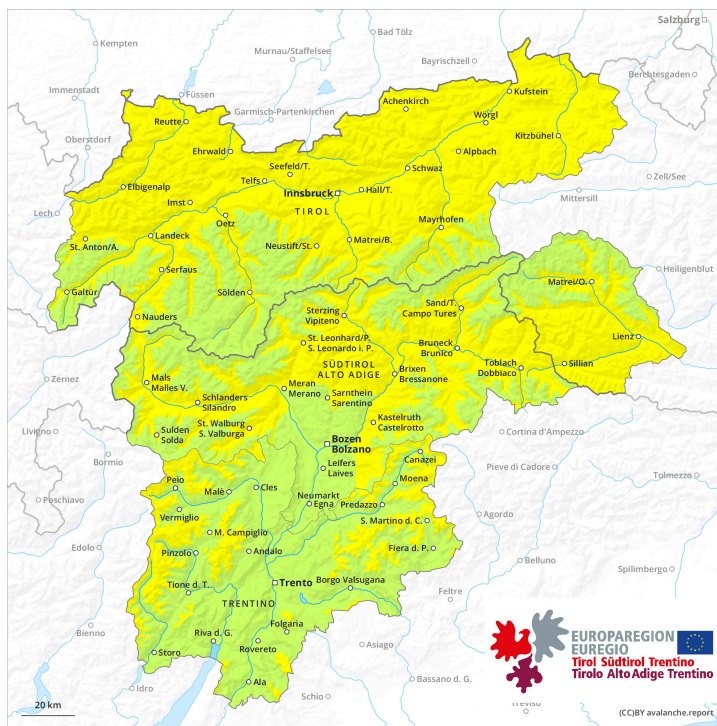 Salzburg
Kempten
Bad Tölz
Murnau/Staffelsee
Bayrischzell
Berchtesgaden
Immenstadt
Füssen
Garmisch-Partenkirchen
Achenkirch
Kufstein
Reutte
Wörgl
Oberstdorf
Ehrwald
Kitzbühel
Seefeld/T.
Alpbach
Telfs
Schwaz
Zell/See
Elbigenalp
Innsbruck
Hall/T.
Mittersill
Imst
Lech
TIROL
Oetz
Mayrhofen
St. Anton/A.
Landeck
Neustift/St.
Matrei/B.
Heiligenblut
Serfaus
Matrei/O.
Galtür
Sölden
Sand/T.
Campo Tures
Nauders
Sterzing
Vipiteno
Lienz
St. Leonhard/P.
S. Leonardo i. P.
Bruneck
Brunico
Toblach
Dobbiaco
Sillian
SÜDTIROL
ALTO ADIGE
Brixen
Bressanone
Zernez
Mals
Malles V.
Meran
Merano
Sarnthein
Sarentino
Schlanders
Silandro
St. Walburg
S. Valburga
Kastelruth
Castelrotto
Livigno
Sulden
Solda
Cortina d'Ampezzo
Bozen
Bolzano
Canazei
Bormio
Leifers
Laives
Pieve di Cadore
Tolmezzo
Peio
Malè
Cles
Moena
Poschiavo
Neumarkt
Egna
Predazzo
Vermiglio
Agordo
S. Martino d. C.
M. Campiglio
Edolo
Pinzolo
Andalo
Fiera d. P.
Belluno
Spilimbergo
Tione d. T.
Trento
Borgo Valsugana
Feltre
TRENTINO
Folgaria
Bienno
Riva d. G.
Rovereto
Asiago
Storo
Bassano d. G.
Idro
Ala
Schio
Treviso
EUROPAREGION
EUREGIO
Tirol Südtirol Trentino
Tirolo Alto Adige Trentino
20 km
(CC)BY avalanche.report